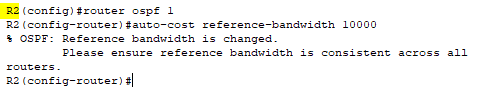 R2(config)#router ospf 1
R2(config-router)#auto-cost reference-bandwidth 10000
% OSPF: Reference bandwidth is changed.
Please ensure reference bandwidth is consistent across all
routers.
R2(config-router)#